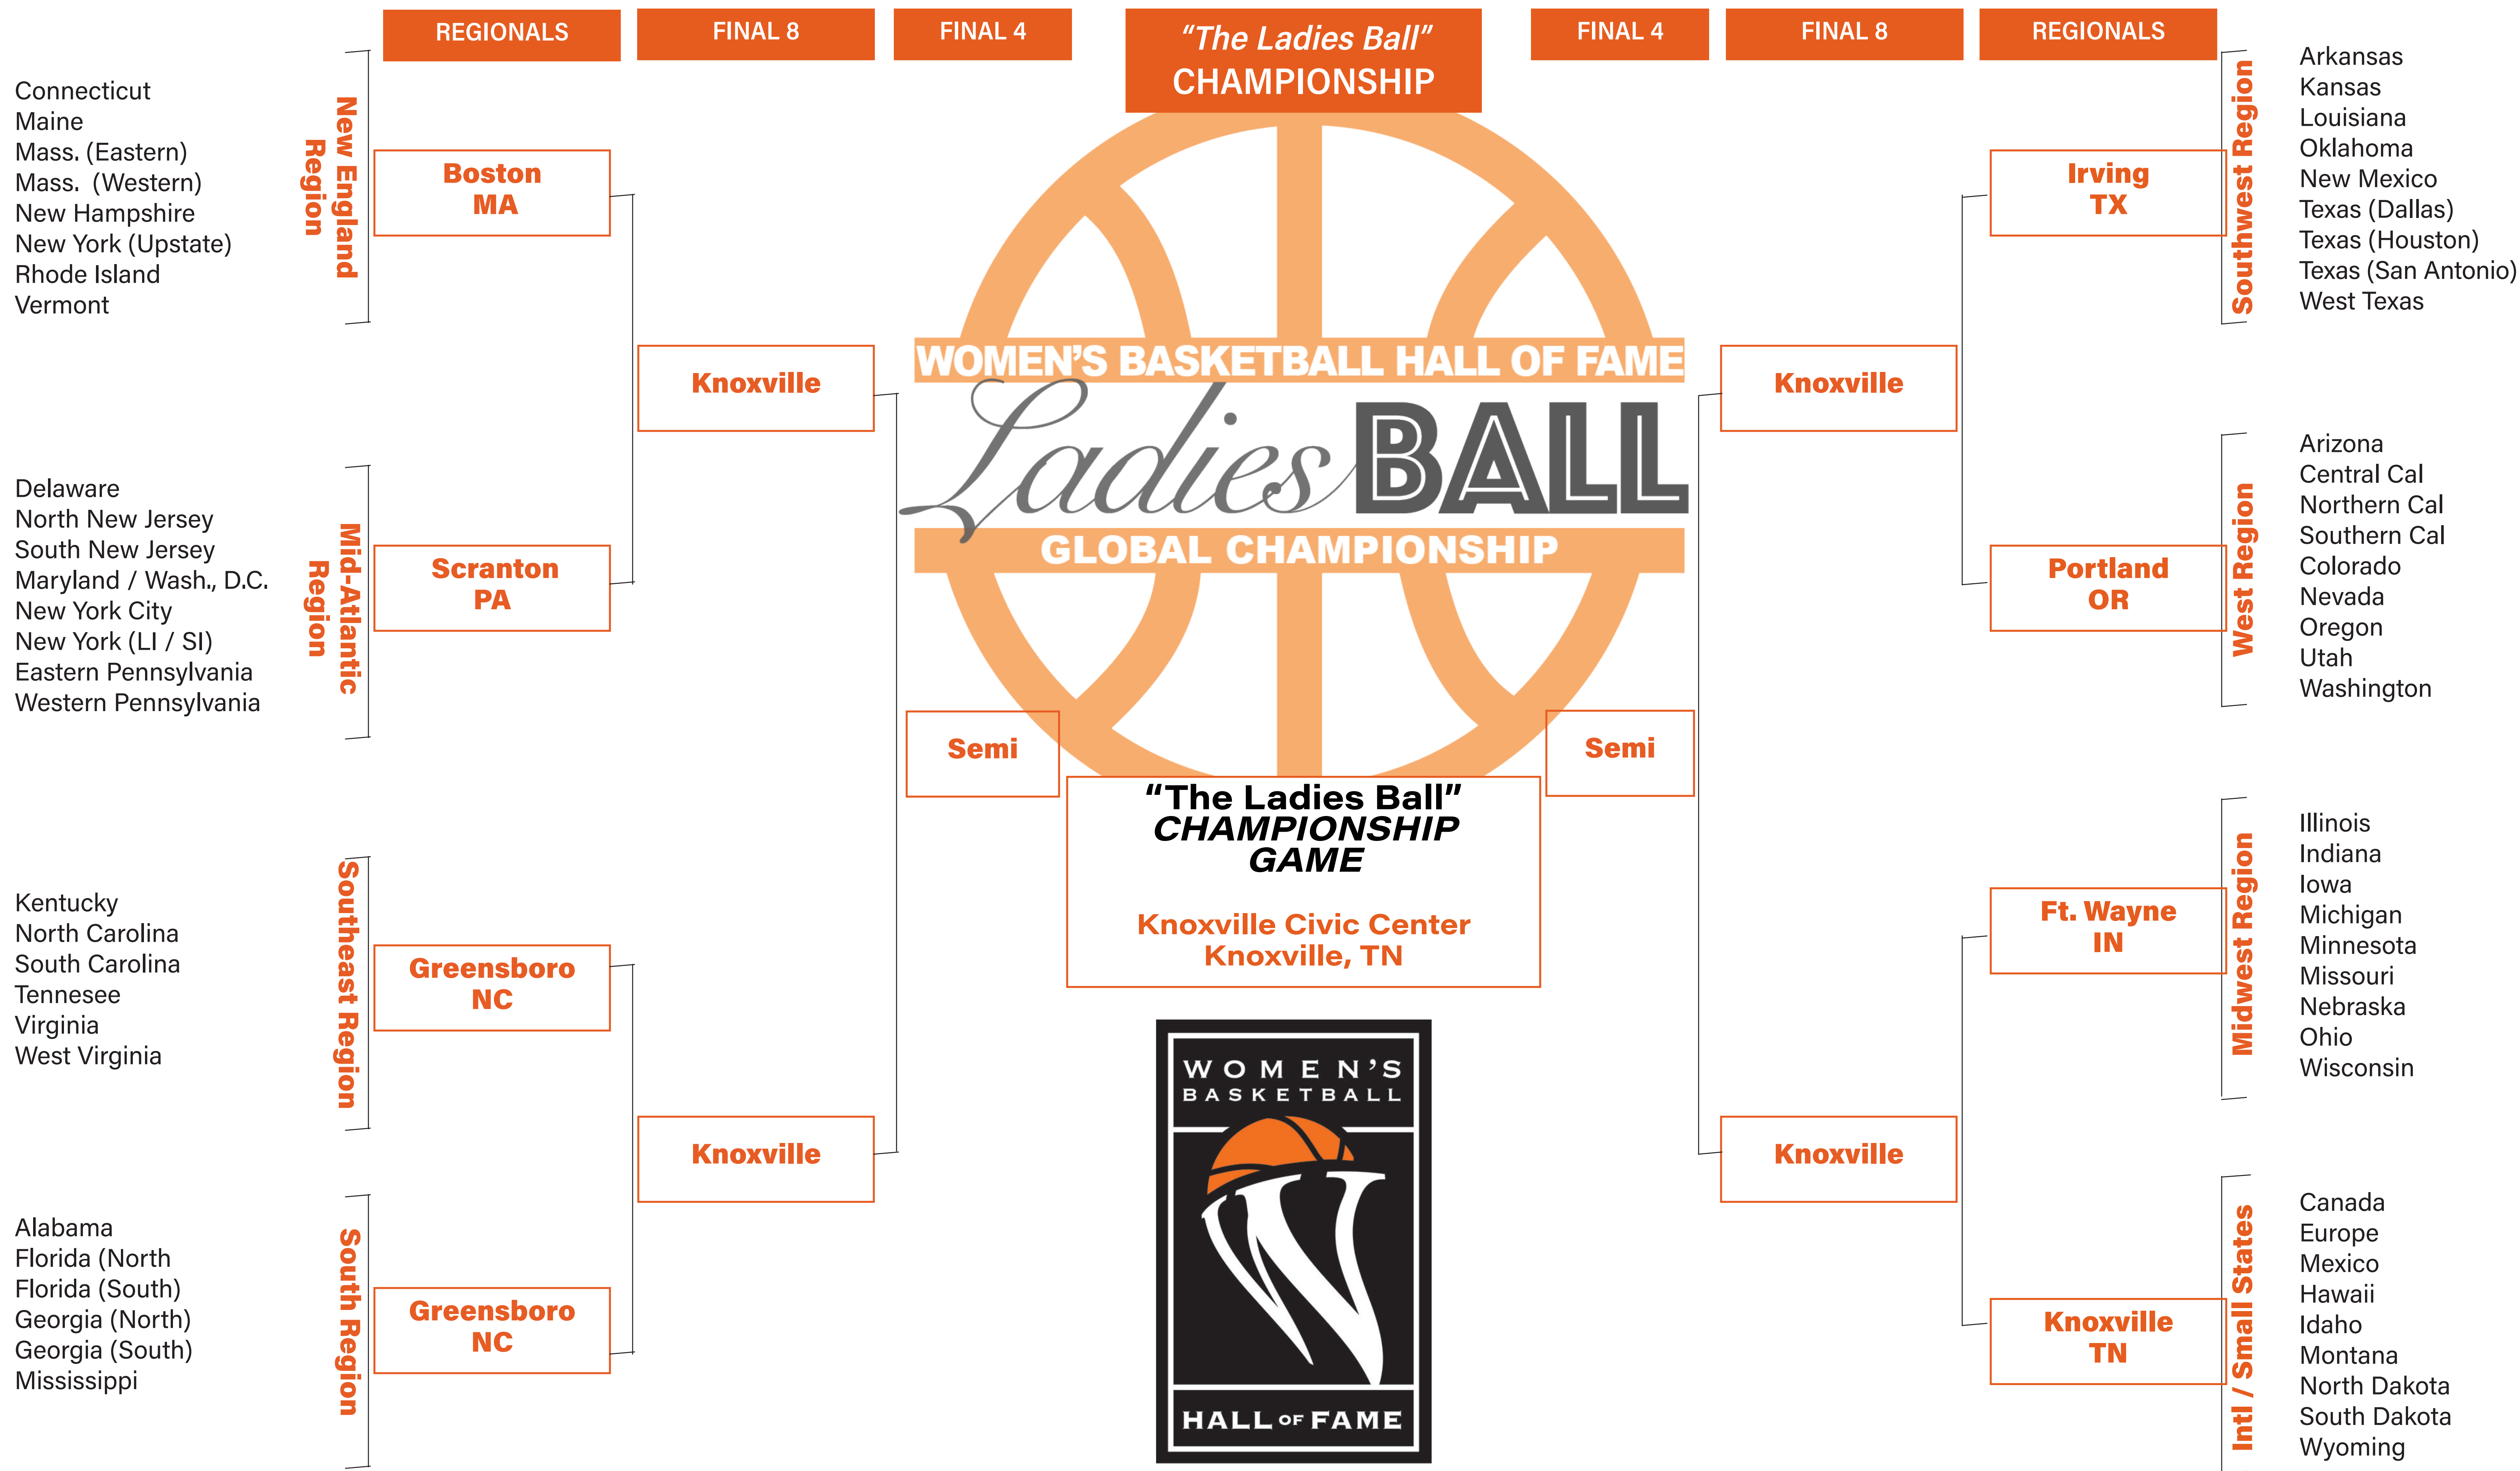 REGIONALS
FINAL 8
FINAL 4
“The Ladies Ball”
CHAMPIONSHIP
FINAL 4
FINAL 8
REGIONALS
Connecticut
Maine
Mass. (Eastern)
Mass.  (Western)
New Hampshire
New York (Upstate)
Rhode Island
Vermont
New England
Region
Boston
MA
Delaware
North New Jersey
South New Jersey
Maryland / Wash., D.C.
New York City
New York (LI / SI)
Eastern Pennsylvania
Western Pennsylvania
Mid-Atlantic
Region
Scranton
PA
Knoxville
Kentucky
North Carolina
South Carolina
Tennesee
Virginia
West Virginia
Southeast Region
Greensboro
NC
Alabama
Florida (North
Florida (South)
Georgia (North)
Georgia (South)
Mississippi
South Region
Greensboro
NC
Knoxville
Semi
WOMEN’S BASKETBALL HALL OF FAME
Ladies BALL
GLOBAL CHAMPIONSHIP
“The Ladies Ball”
CHAMPIONSHIP
GAME
Knoxville Civic Center
Knoxville, TN
WOMEN’S
BASKETBALL
W
HALL OF FAME
Semi
Knoxville
Irving
TX
Southwest Region
Arkansas
Kansas
Louisiana
Oklahoma
New Mexico
Texas (Dallas)
Texas (Houston)
Texas (San Antonio)
West Texas
Portland
OR
West Region
Arizona
Central Cal
Northern Cal
Southern Cal
Colorado
Nevada
Oregon
Utah
Washington
Knoxville
Ft. Wayne
IN
Midwest Region
Illinois
Indiana
Iowa
Michigan
Minnesota
Missouri
Nebraska
Ohio
Wisconsin
Knoxville
TN
Intl / Small States
Canada
Europe
Mexico
Hawaii
Idaho
Montana
North Dakota
South Dakota
Wyoming